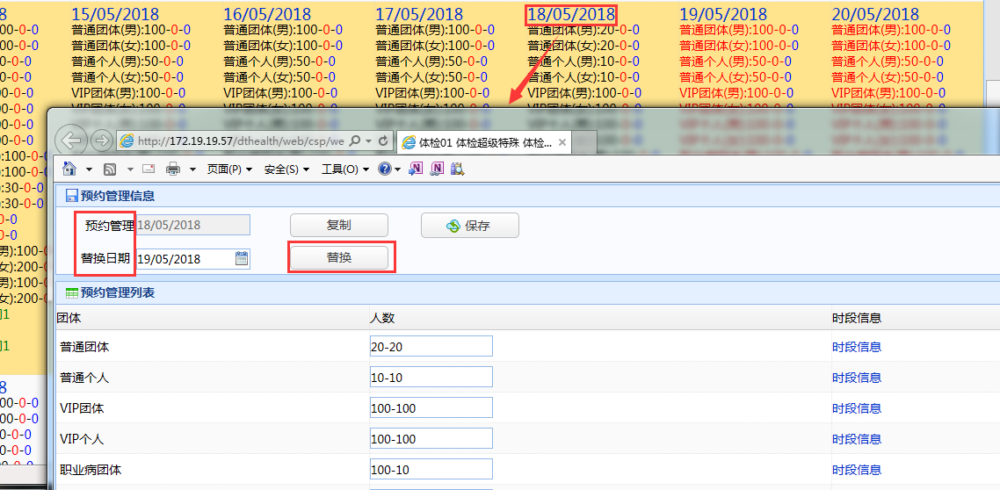 8 15/05/2018 16/05/2018 17/05/2018 18/05/2018 19/05/2018 20/05/2018
00-0-0 普通团体(男):100-0-0 普通团体(男):100-0-0 普通团体(男):100-0-0 普通团体(男):20-0-0 普通团体(男):100-0-0 普通团体(男):100-0-0
00-0-0 普通团体(女):100-0-0 普通团体(女):100-0-0 普通团体(女):100-0-0 普通团体(女):20-0-0 普通团体(女):100-0-0 普通团体(女):100-0-0
0-0-0 普通个人(男):50-0-0 普通个人(男):50-0-0 普通个人(男):50-0-0 普通个人(男):10-0-0 普通个人(男):50-0-0 普通个人(男):50-0-0
0-0-0 普通个人(女):50-0-0 普通个人(女):50-0-0 普通个人(女):50-0-0 普通个人(女):10-0-0 普通个人(女):50-0-0 普通个人(女):50-0-0
00-0-0 VIP团体(男):100-0-0 VIP团体(男):100-0-0 VIP团体(男):100-0-0 VIP团体(男):100-0-0 VIP团体(男):100-0-0 VIP团体(男):100-0-0
00-0-0
0-0-0
0-0-0
:100-0
:100-0
:30-0-0
:30-0-0
0-0
0-0
男):100-
女):200-
男):100-0
女):200-0
]1
]1
8
00-0-0
00-0-0
0-0-0
0-0-0
http://172.19.19.57/dthealth/web/csp/we
体检01 体检超级特殊 体检...
页面(P) 安全(S) 工具(O)
预约管理信息
预约管理 18/05/2018 复制 保存
替换日期 19/05/2018 替换
预约管理列表
团体 人数 时段信息
普通团体 20-20 时段信息
普通个人 10-10 时段信息
VIP团体 100-100 时段信息
VIP个人 100-100 时段信息
职业病团体 100-10 时段信息